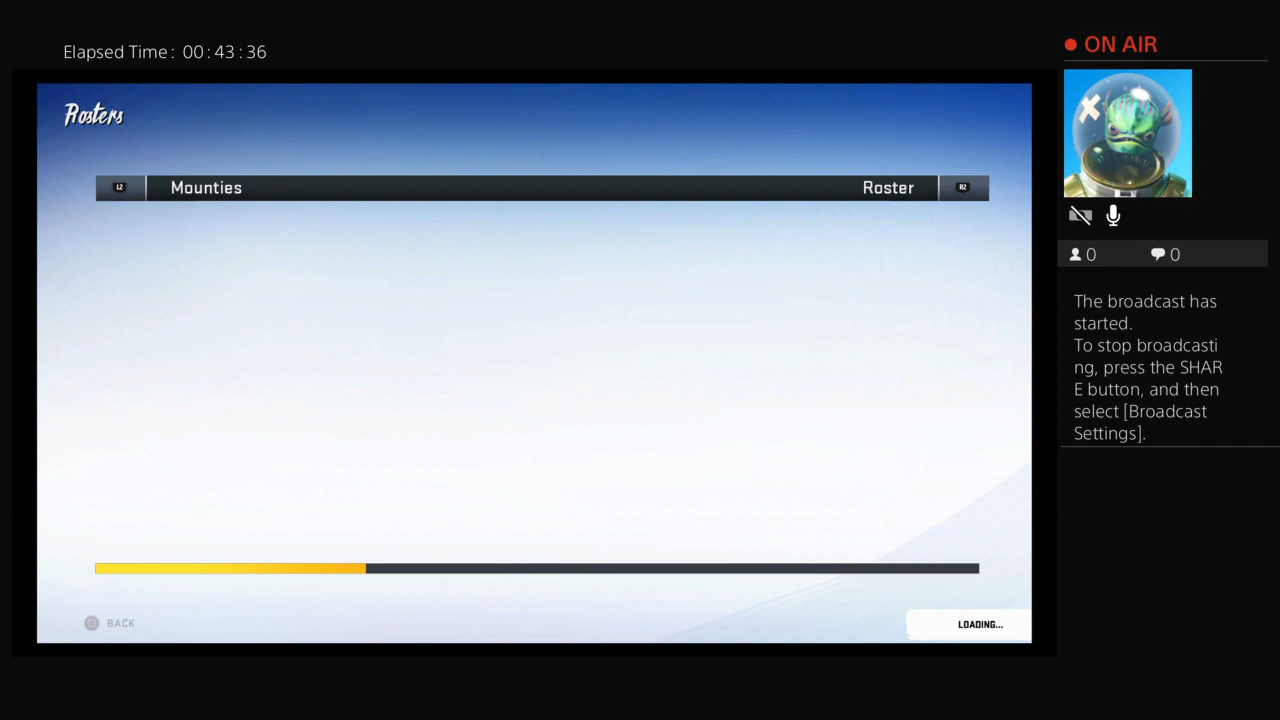 Elapsed Time: 00:43:36
ON AIR
Rosters
L2 Mounties Roster R2
0 0
The broadcast has
started.
To stop broadcasti
ng, press the SHAR
E button, and then
select [Broadcast
Settings].
BACK
LOADING...